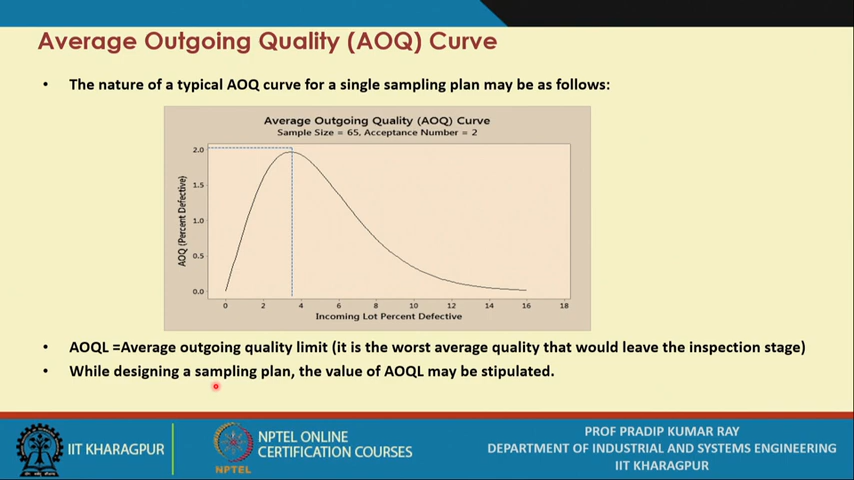 Average Outgoing Quality (AOQ) Curve
• The nature of a typical AOQ curve for a single sampling plan may be as follows:
Average Outgoing Quality (AOQ) Curve
Sample Size = 65, Acceptance Number = 2
AOQ (Percent Defective)
2.0
1.5
1.0
0.5
0.0
0 2 4 6 8 10 12 14 16 18
Incoming Lot Percent Defective
• AOQL =Average outgoing quality limit (it is the worst average quality that would leave the inspection stage)
• While designing a sampling plan, the value of AOQL may be stipulated.
IIT KHARAGPUR
NPTEL
NPTEL ONLINE
CERTIFICATION COURSES
PROF PRADIP KUMAR RAY
DEPARTMENT OF INDUSTRIAL AND SYSTEMS ENGINEERING
IIT KHARAGPUR